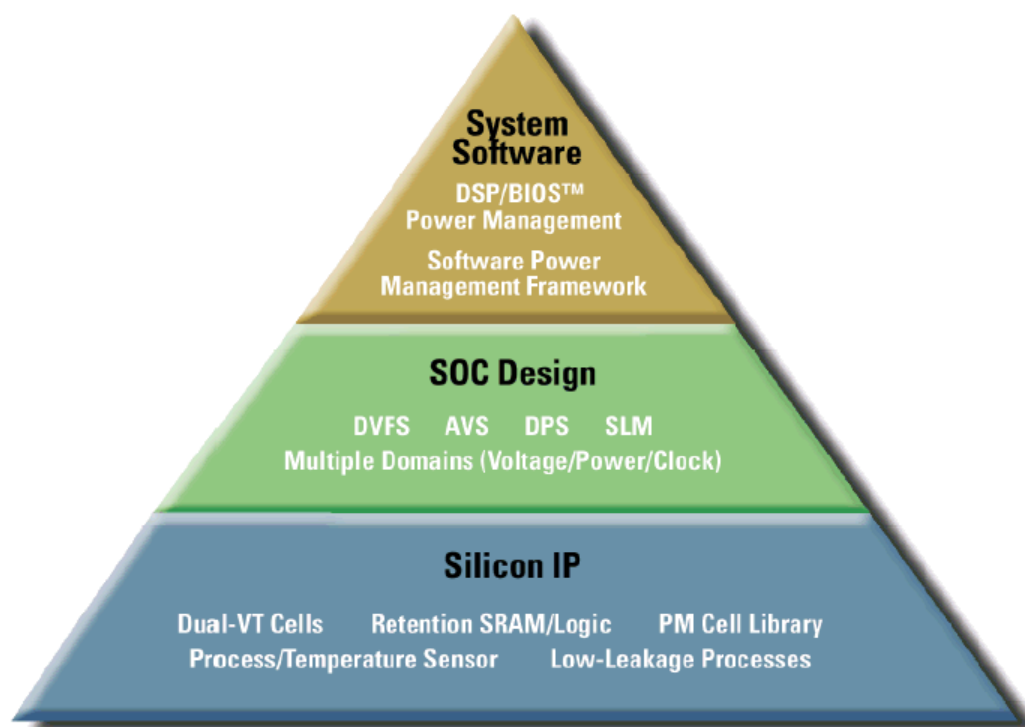 System
Software
DSP/BIOS™
Power Management
Software Power
Management Framework
SOC Design
DVFS AVS DPS SLM
Multiple Domains (Voltage/Power/Clock)
Silicon IP
Dual-VT Cells Retention SRAM/Logic PM Cell Library
Process/Temperature Sensor Low-Leakage Processes